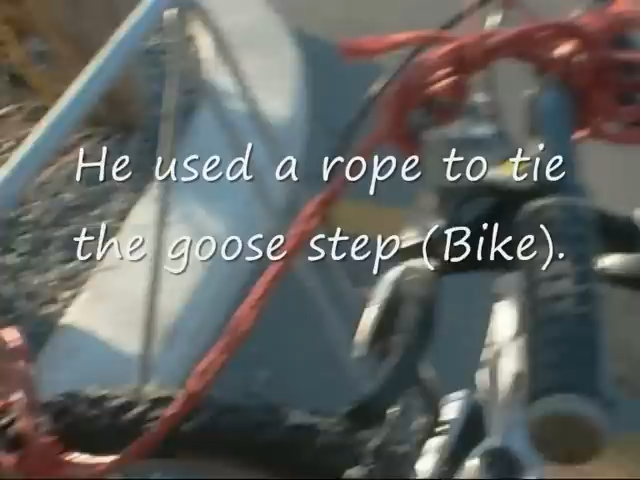 He used a rope to tie
the goose step (Bike).